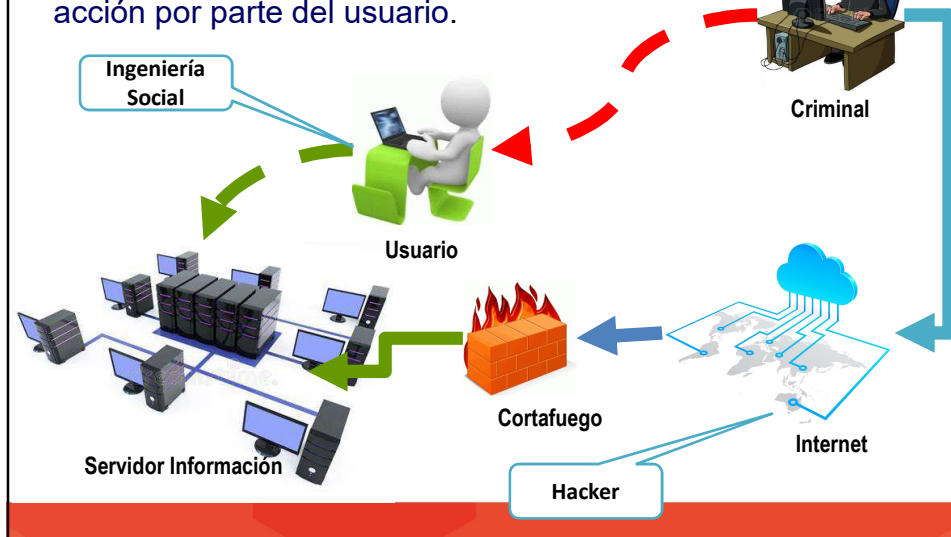 acción por parte del usuario.
Ingeniería
Social
Criminal
Usuario
Cortafuego
Internet
Servidor Información
Hacker